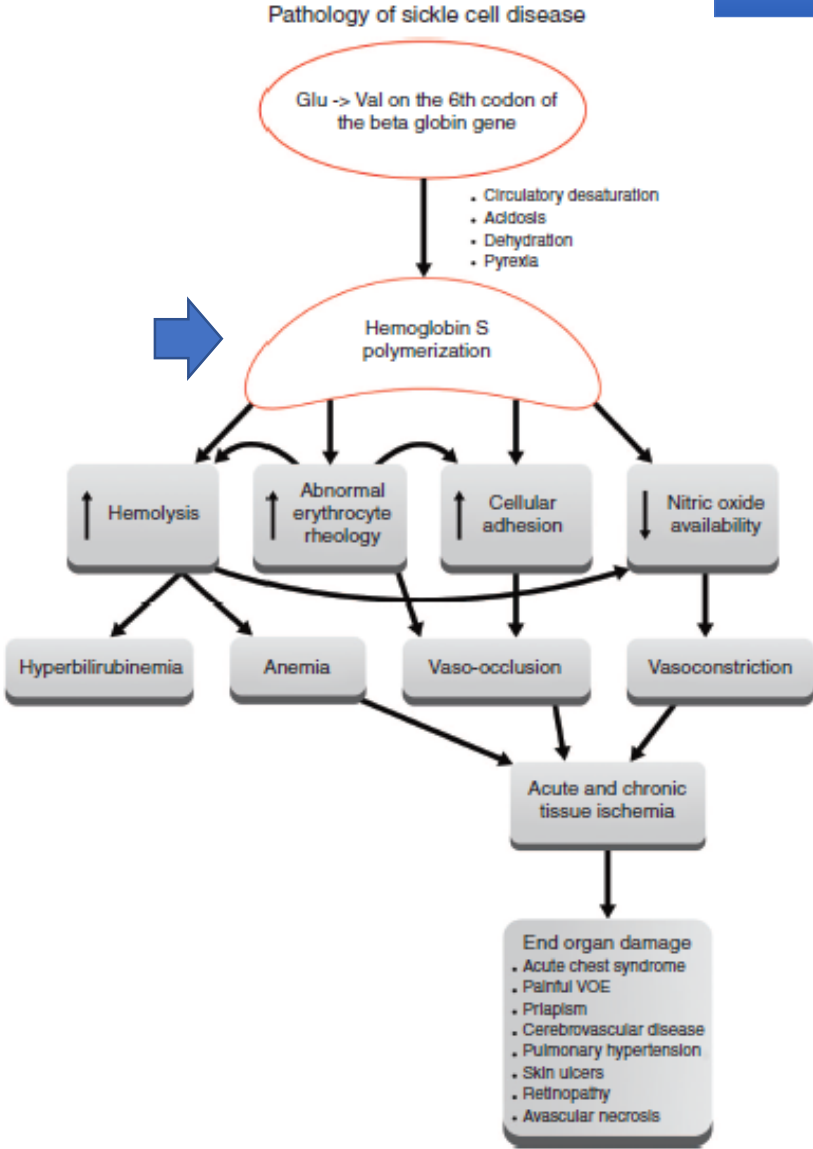 Pathology of sickle cell disease
Glu -> Val on the 6th codon of
the beta globin gene
• Circulatory desaturation
• Acidosis
• Dehydration
• Pyrexia
Hemoglobin S
polymerization
Hemolysis
Abnormal
erythrocyte
rheology
Cellular
adhesion
Nitric oxide
availability
Hyperbilirubinemia
Anemia
Vaso-occlusion
Vasoconstriction
Acute and chronic
tissue ischemia
End organ damage
• Acute chest syndrome
• Painful VOE
• Priapism
• Cerebrovascular disease
• Pulmonary hypertension
• Skin ulcers
• Retinopathy
• Avascular necrosis